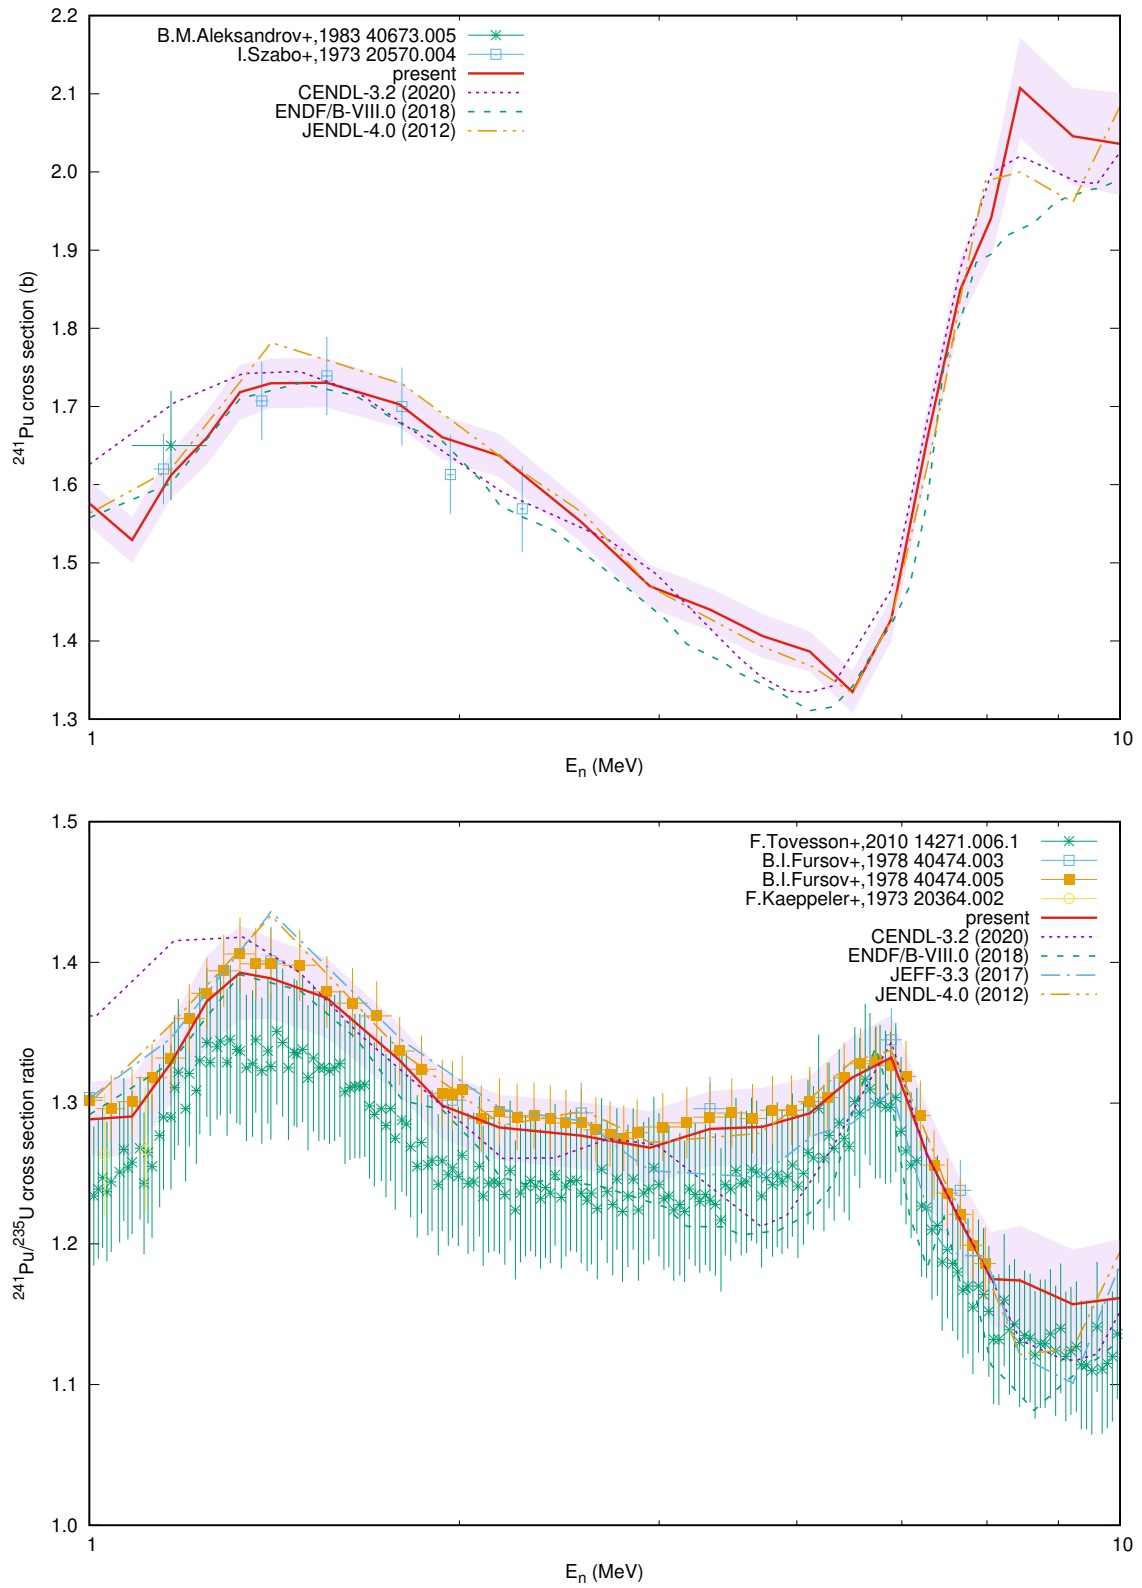 2.2
B.M.Aleksandrov+,1983 40673.005
I.Szabo+,1973 20570.004
present
CENDL-3.2 (2020)
ENDF/B-VIII.0 (2018)
JENDL-4.0 (2012)
2.1
2.0
1.9
1.8
1.7
1.6
1.5
1.4
1.3
²⁴¹Pu cross section (b)
1
10
Eₙ (MeV)
1.5
F.Tovesson+,2010 14271.006.1
B.I.Fursov+,1978 40474.003
B.I.Fursov+,1978 40474.005
F.Kaeppeler+,1973 20364.002
present
CENDL-3.2 (2020)
ENDF/B-VIII.0 (2018)
JEFF-3.3 (2017)
JENDL-4.0 (2012)
1.4
1.3
1.2
1.1
1.0
²⁴¹Pu/²³⁵U cross section ratio
1
10
Eₙ (MeV)